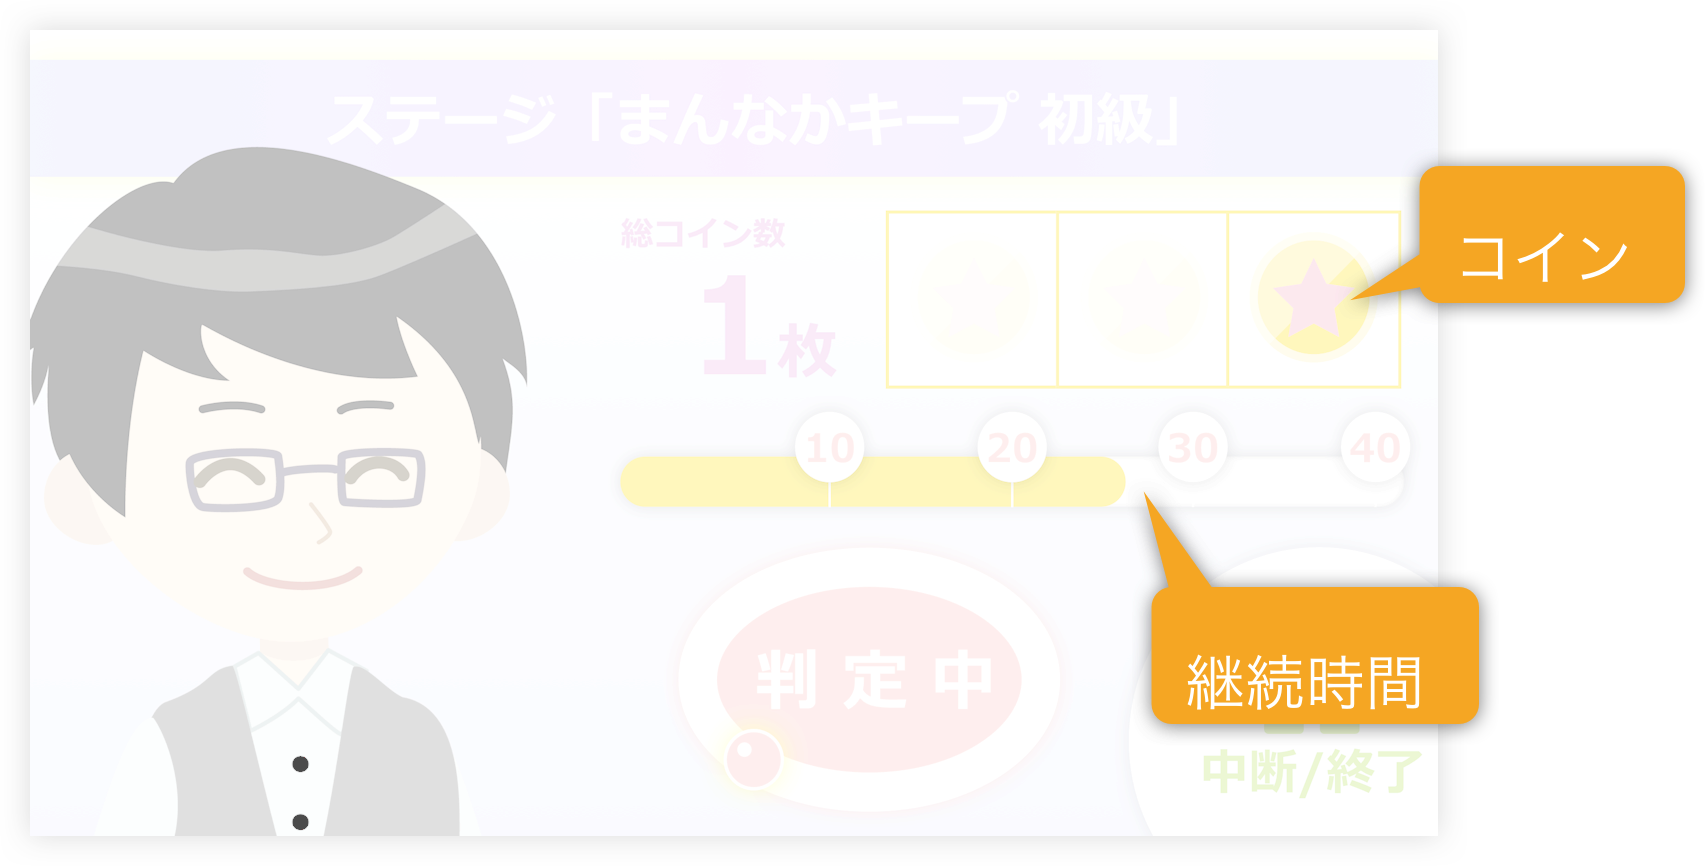 ステージ「まんなかキープ 初級」
総コイン数
1枚
コイン
10 20 30 40
継続時間
判定中
中断/終了